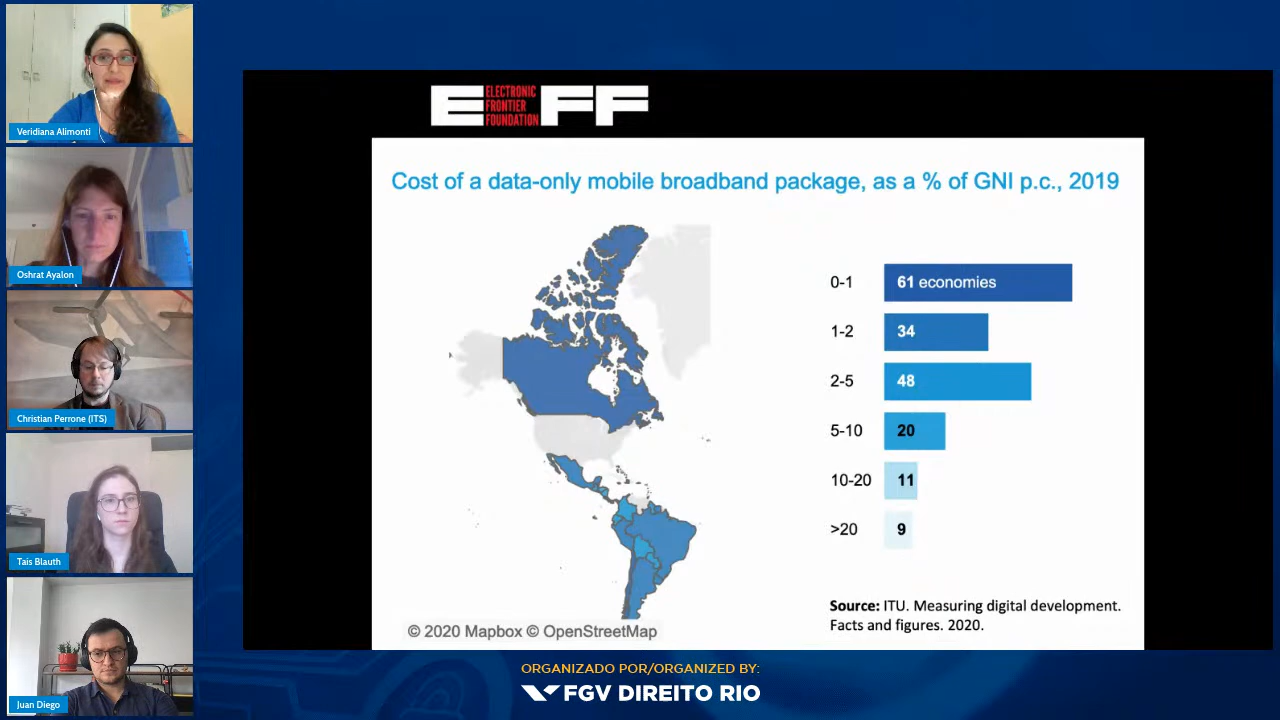 Veridiana Alimonti
Oshrat Ayalon
Christian Perrone (ITS)
Taís Blauth
Juan Diego
EFF
ELECTRONIC
FRONTIER
FOUNDATION
Cost of a data-only mobile broadband package, as a % of GNI p.c., 2019
0-1 61 economies
1-2 34
2-5 48
5-10 20
10-20 11
>20 9
Source: ITU. Measuring digital development.
Facts and figures. 2020.
© 2020 Mapbox © OpenStreetMap
ORGANIZADO POR/ORGANIZED BY:
FGV DIREITO RIO